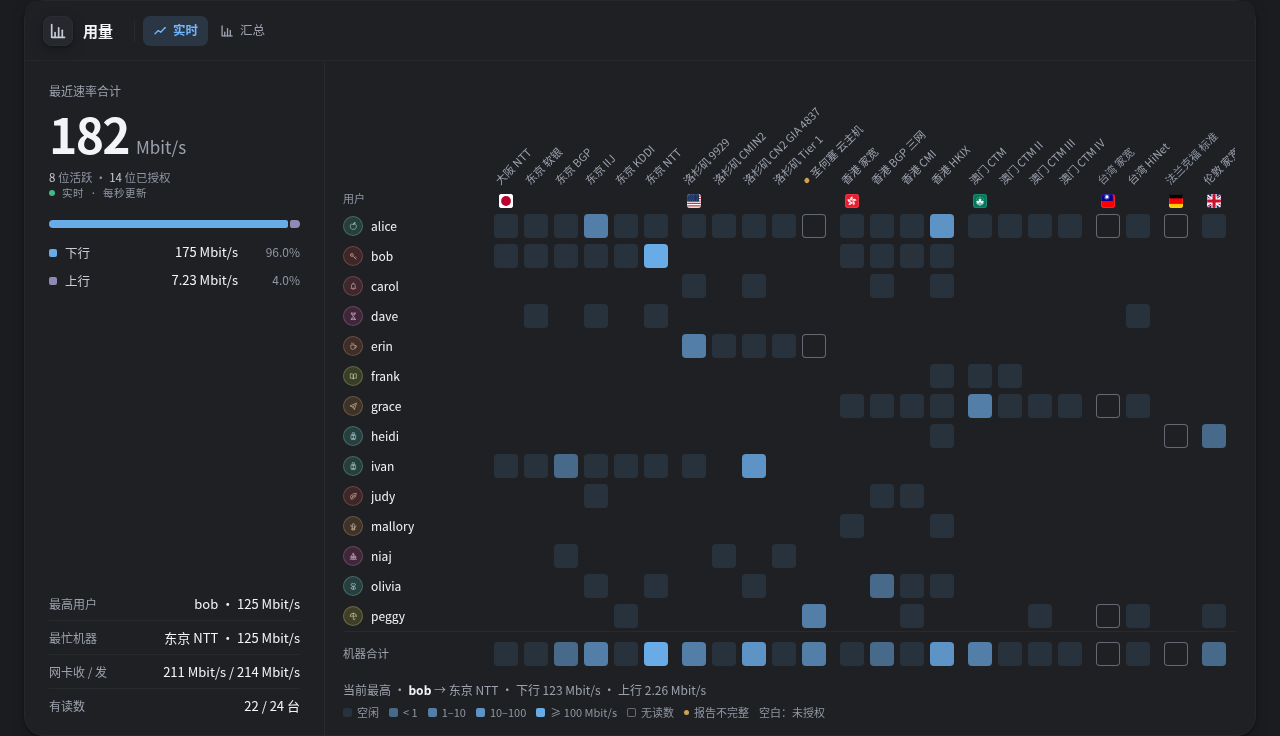 用量 实时 汇总
最近速率合计
182 Mbit/s
8 位活跃 · 14 位已授权
实时 · 每秒更新
下行 175 Mbit/s 96.0%
上行 7.23 Mbit/s 4.0%
最高用户 bob · 125 Mbit/s
最忙机器 东京 NTT · 125 Mbit/s
网卡收 / 发 211 Mbit/s / 214 Mbit/s
有读数 22 / 24 台
用户
大阪 NTT
东京 软银
东京 BGP
东京 IIJ
东京 KDDI
东京 NTT
洛杉矶 9929
洛杉矶 CMIN2
洛杉矶 CN2 GIA 4837
洛杉矶 Tier 1
圣何塞 云主机
香港 家宽
香港 BGP 三网
香港 CMI
香港 HKIX
澳门 CTM
澳门 CTM II
澳门 CTM III
澳门 CTM IV
台湾 家宽
台湾 HiNet
法兰克福 标准
伦敦 家宽
alice
bob
carol
dave
erin
frank
grace
heidi
ivan
judy
mallory
niaj
olivia
peggy
机器合计
当前最高 · bob → 东京 NTT · 下行 123 Mbit/s · 上行 2.26 Mbit/s
空闲 < 1 1–10 10–100 ⩾ 100 Mbit/s 无读数 报告不完整 空白：未授权